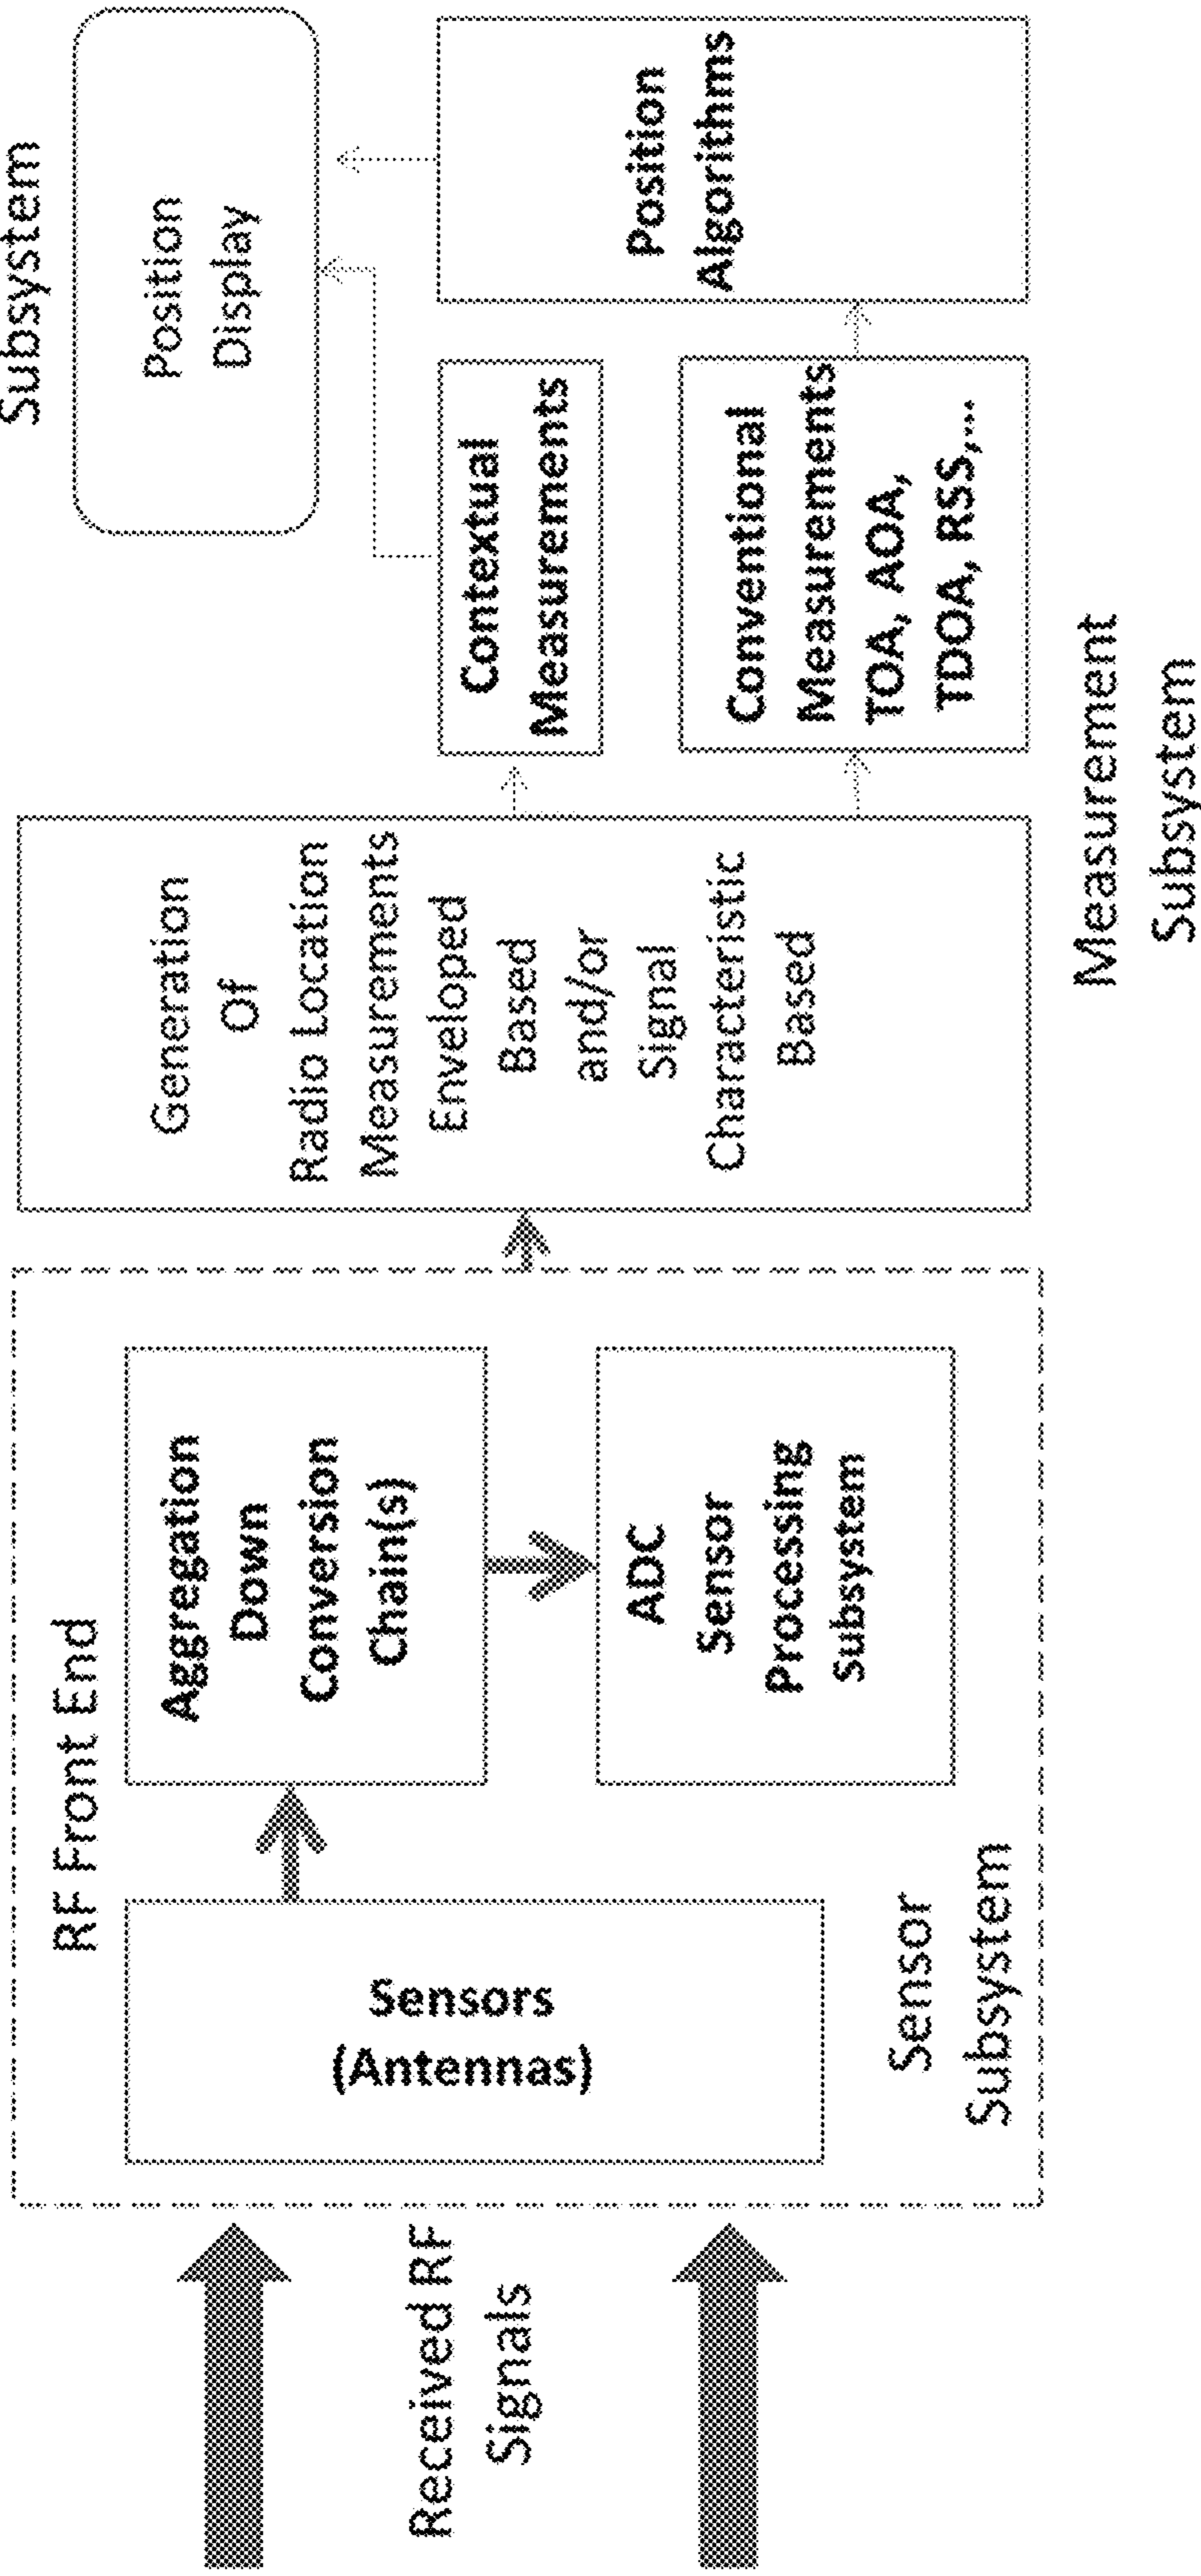 Received RF
Signals
RF Front End
Sensors
(Antennas)
Aggregation
Down
Conversion
Chain(s)
ADC
Sensor
Processing
Subsystem
Sensor
Subsystem
Generation
Of
Radio Location
Measurements
Enveloped
Based
and/or
Signal
Characteristic
Based
Contextual
Measurements
Conventional
Measurements
TOA, AOA,
TDOA, RSS,...
Measurement
Subsystem
Subsystem
Position
Display
Position
Algorithms